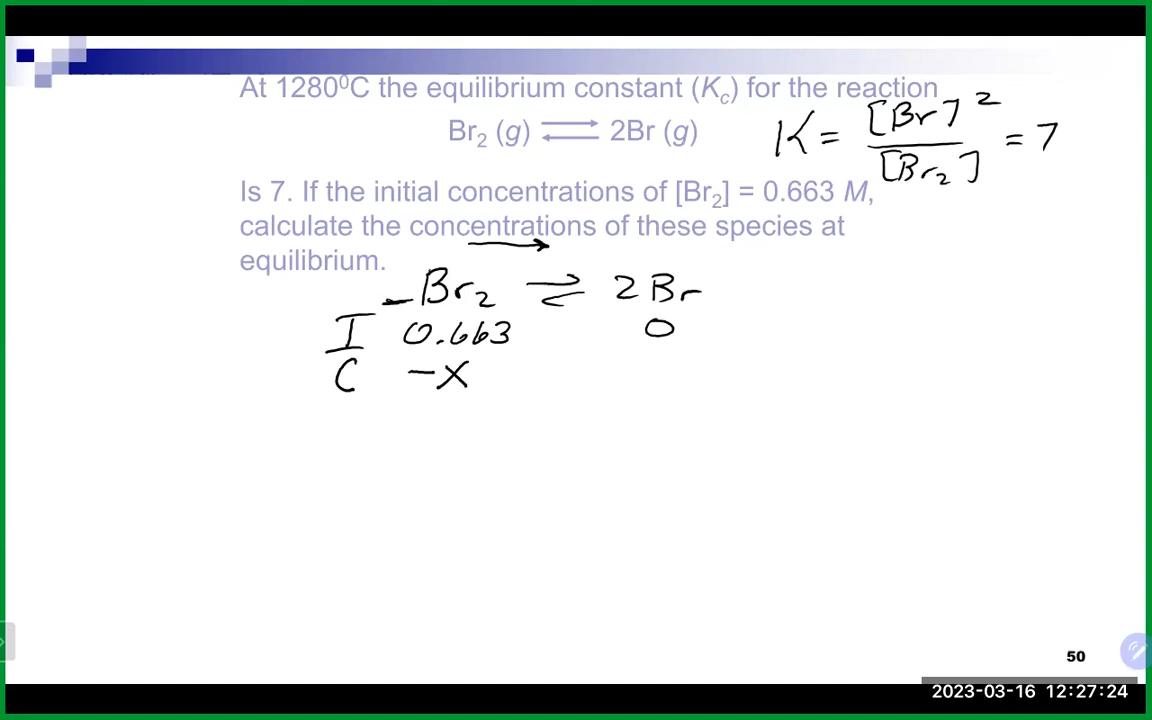 At 1280⁰C the equilibrium constant (Kc) for the reaction
Br₂ (g) ⇌ 2Br (g)
K = [Br]² / [Br₂] = 7
Is 7. If the initial concentrations of [Br₂] = 0.663 M,
calculate the concentrations of these species at
equilibrium.
Br₂ ⇌ 2Br
I 0.663 0
C -x
50
2023-03-16 12:27:24